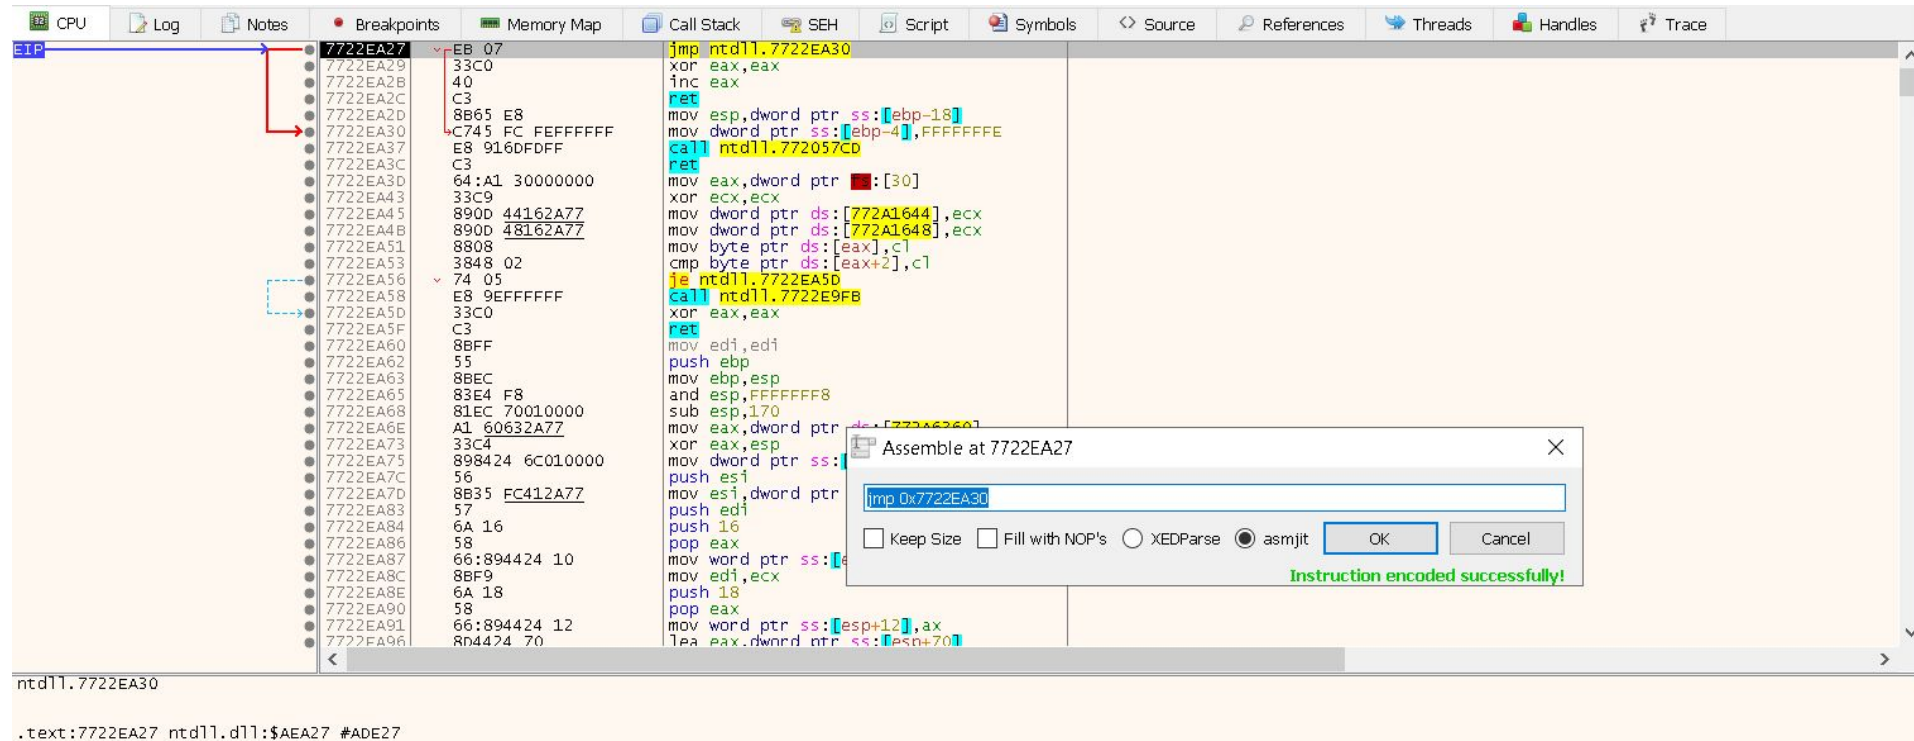 CPU Log Notes Breakpoints Memory Map Call Stack SEH Script Symbols Source References Threads Handles Trace
EIP 7722EA27 EB 07 jmp ntdll.7722EA30
7722EA29 33C0 xor eax,eax
7722EA2B 40 inc eax
7722EA2C C3 ret
7722EA2D 8B65 E8 mov esp,dword ptr ss:[ebp-18]
7722EA30 C745 FC FEFFFFFF mov dword ptr ss:[ebp-4],FFFFFFFE
7722EA37 E8 916DFDFF call ntdll.772057CD
7722EA3C C3 ret
7722EA3D 64:A1 30000000 mov eax,dword ptr fs:[30]
7722EA43 33C9 xor ecx,ecx
7722EA45 890D 44162A77 mov dword ptr ds:[772A1644],ecx
7722EA4B 890D 48162A77 mov dword ptr ds:[772A1648],ecx
7722EA51 8808 mov byte ptr ds:[eax],cl
7722EA53 3848 02 cmp byte ptr ds:[eax+2],cl
7722EA56 74 05 je ntdll.7722EA5D
7722EA58 E8 9EFFFFFF call ntdll.7722E9FB
7722EA5D 33C0 xor eax,eax
7722EA5F C3 ret
7722EA60 8BFF mov edi,edi
7722EA62 55 push ebp
7722EA63 8BEC mov ebp,esp
7722EA65 83E4 F8 and esp,FFFFFFF8
7722EA68 81EC 70010000 sub esp,170
7722EA6E A1 60632A77 mov eax,dword ptr ds:[772A6360]
7722EA73 33C4 xor eax,esp
7722EA75 898424 6C010000 mov dword ptr ss:[
7722EA7C 56 push esi
7722EA7D 8B35 FC412A77 mov esi,dword ptr
7722EA83 57 push edi
7722EA84 6A 16 push 16
7722EA86 58 pop eax
7722EA87 66:894424 10 mov word ptr ss:[e
7722EA8C 8BF9 mov edi,ecx
7722EA8E 6A 18 push 18
7722EA90 58 pop eax
7722EA91 66:894424 12 mov word ptr ss:[esp+12],ax
7722EA96 8D4424 70 lea eax,dword ptr ss:[esp+70]
Assemble at 7722EA27
jmp 0x7722EA30
Keep Size Fill with NOP's XEDParse asmjit OK Cancel
Instruction encoded successfully!
ntdll.7722EA30
.text:7722EA27 ntdll.dll:$AEA27 #ADE27